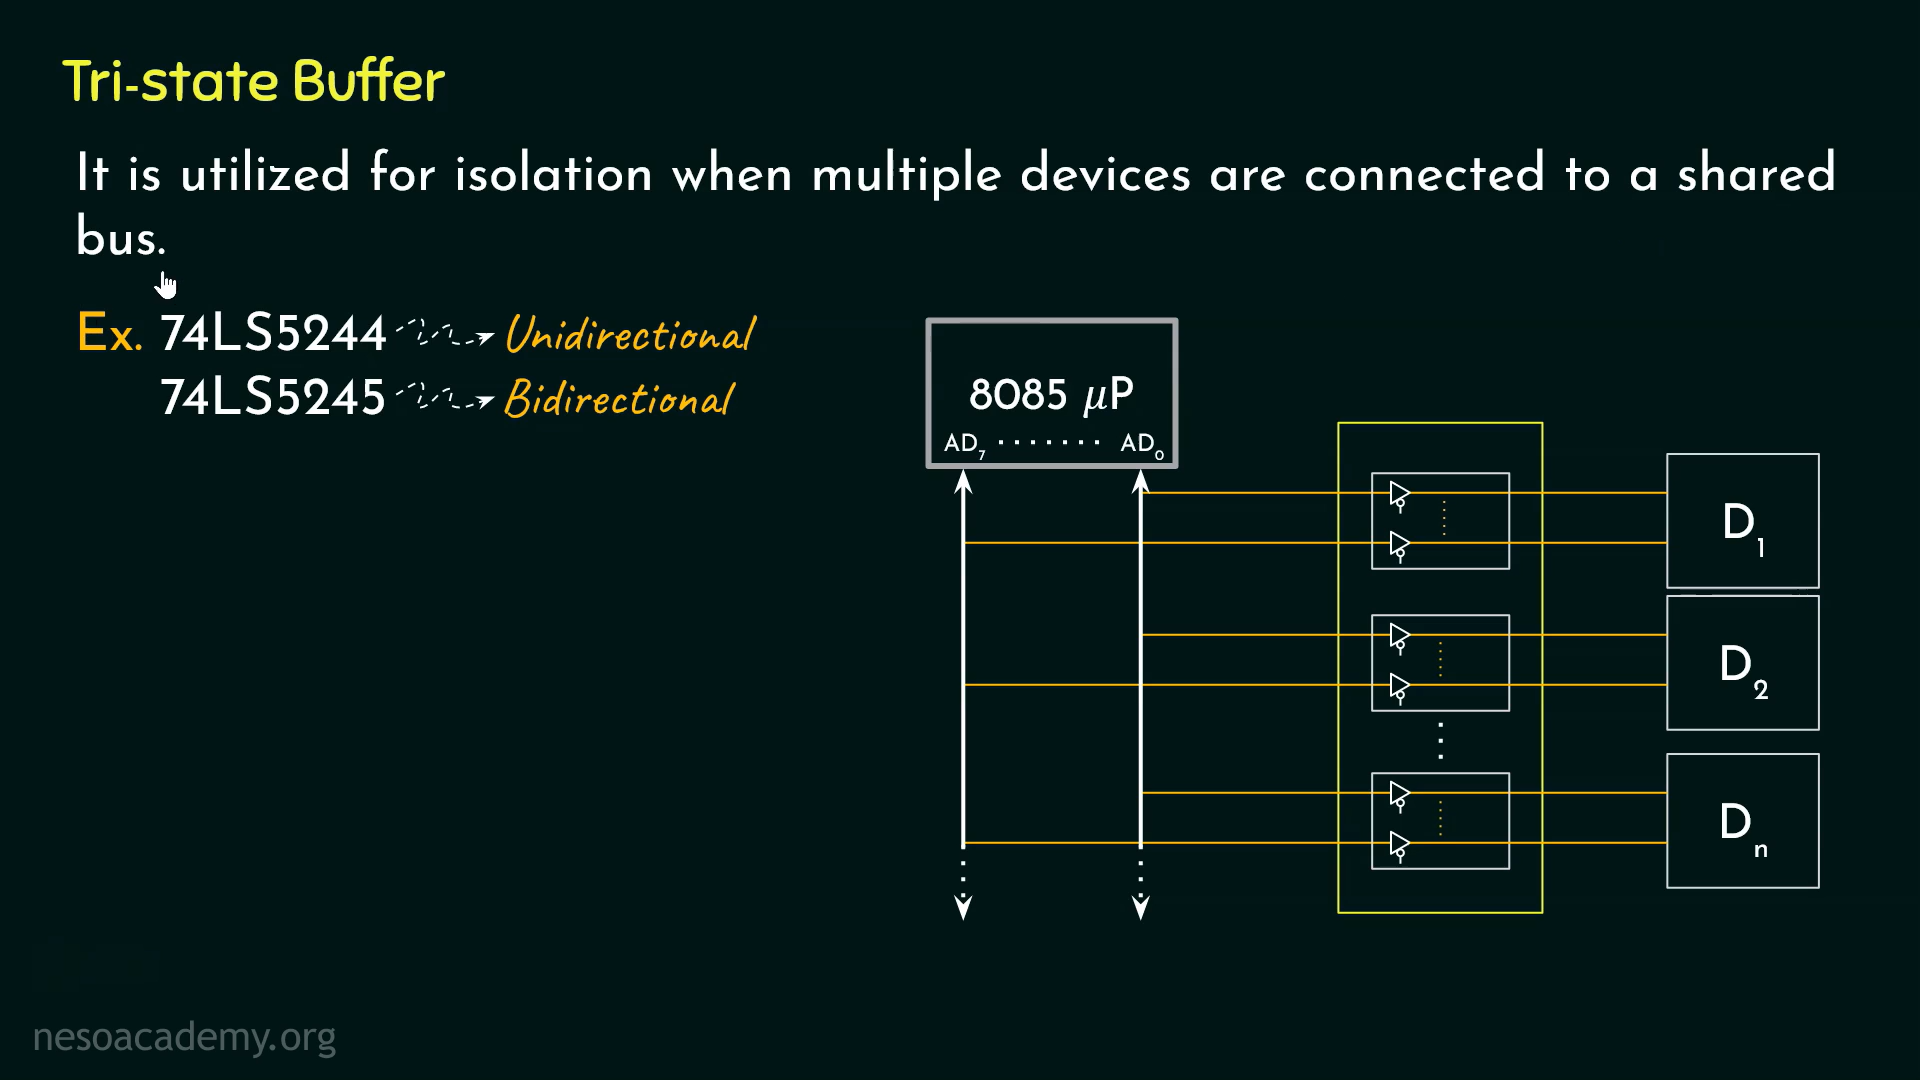 Tri-state Buffer
It is utilized for isolation when multiple devices are connected to a shared
bus.
Ex. 74LS5244 Unidirectional
74LS5245 Bidirectional
8085 μP
AD7 ....... AD0
D1
D2
Dn
nesoacademy.org